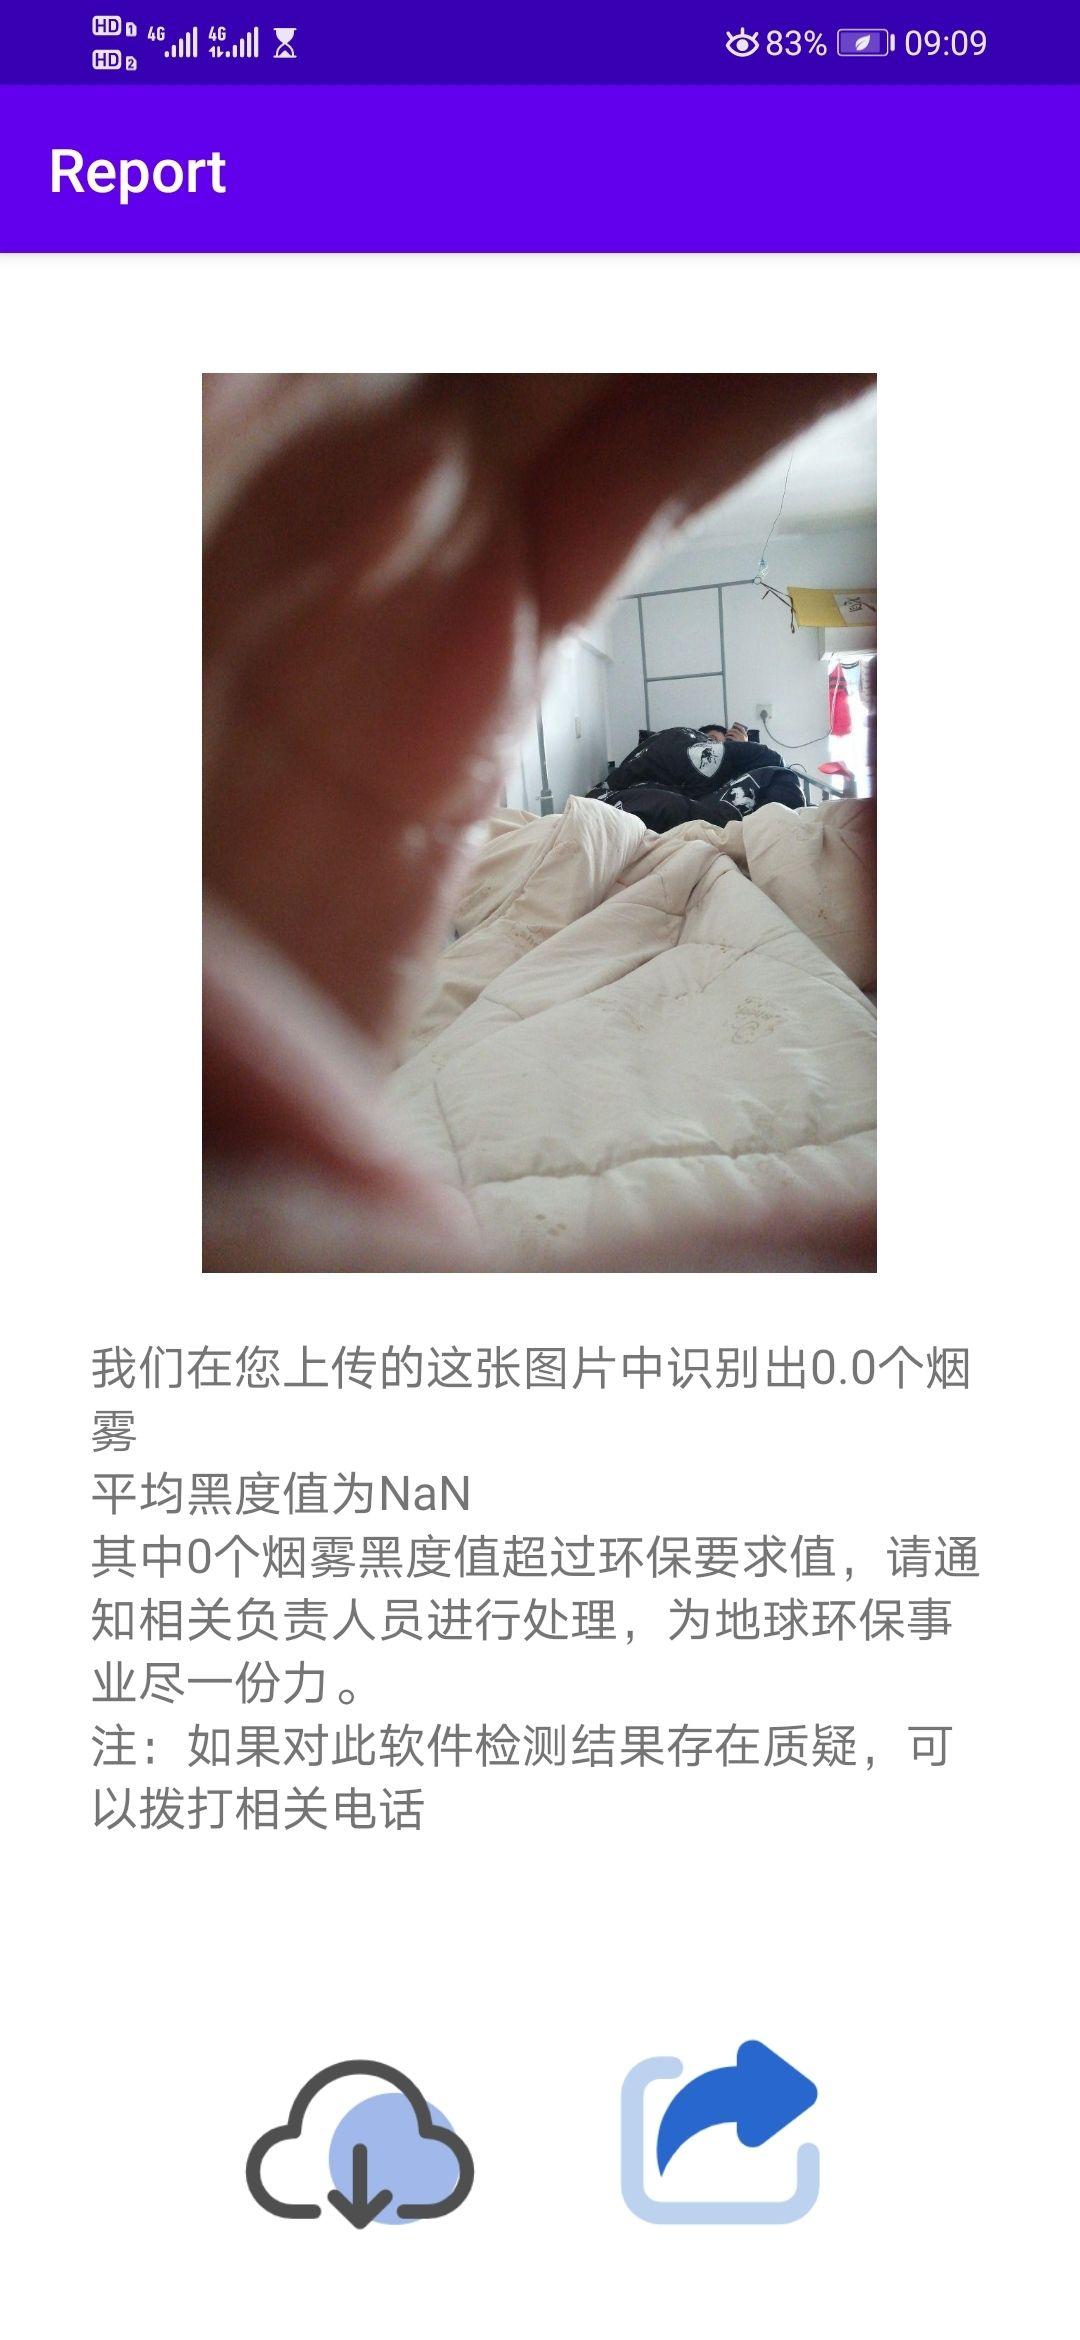 HD 1 4G 4G 83% 09:09
HD 2
Report
我们在您上传的这张图片中识别出0.0个烟
雾
平均黑度值为NaN
其中0个烟雾黑度值超过环保要求值，请通
知相关负责人员进行处理，为地球环保事
业尽一份力。
注：如果对此软件检测结果存在质疑，可
以拨打相关电话